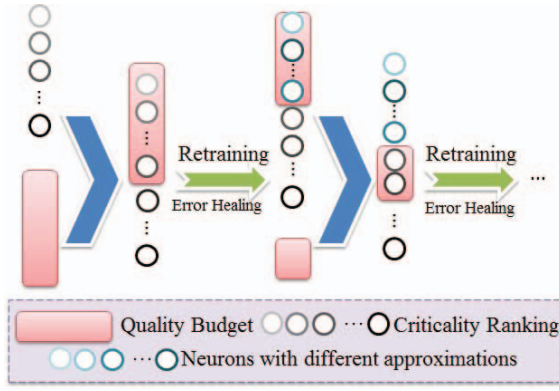 Retraining
Error Healing
Retraining
Error Healing
...
Quality Budget ... Criticality Ranking
... Neurons with different approximations